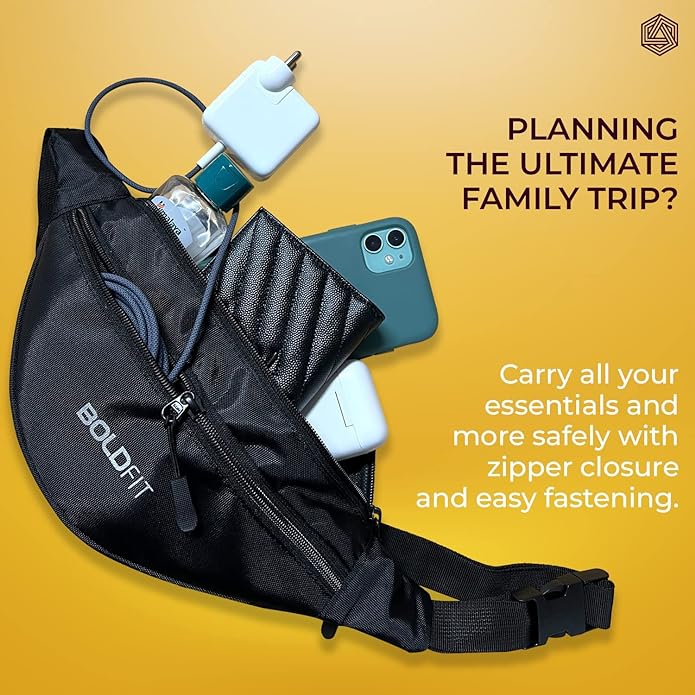 PLANNING
THE ULTIMATE
FAMILY TRIP?
Himalaya
Carry all your
essentials and
more safely with
zipper closure
and easy fastening.
BOLDFIT